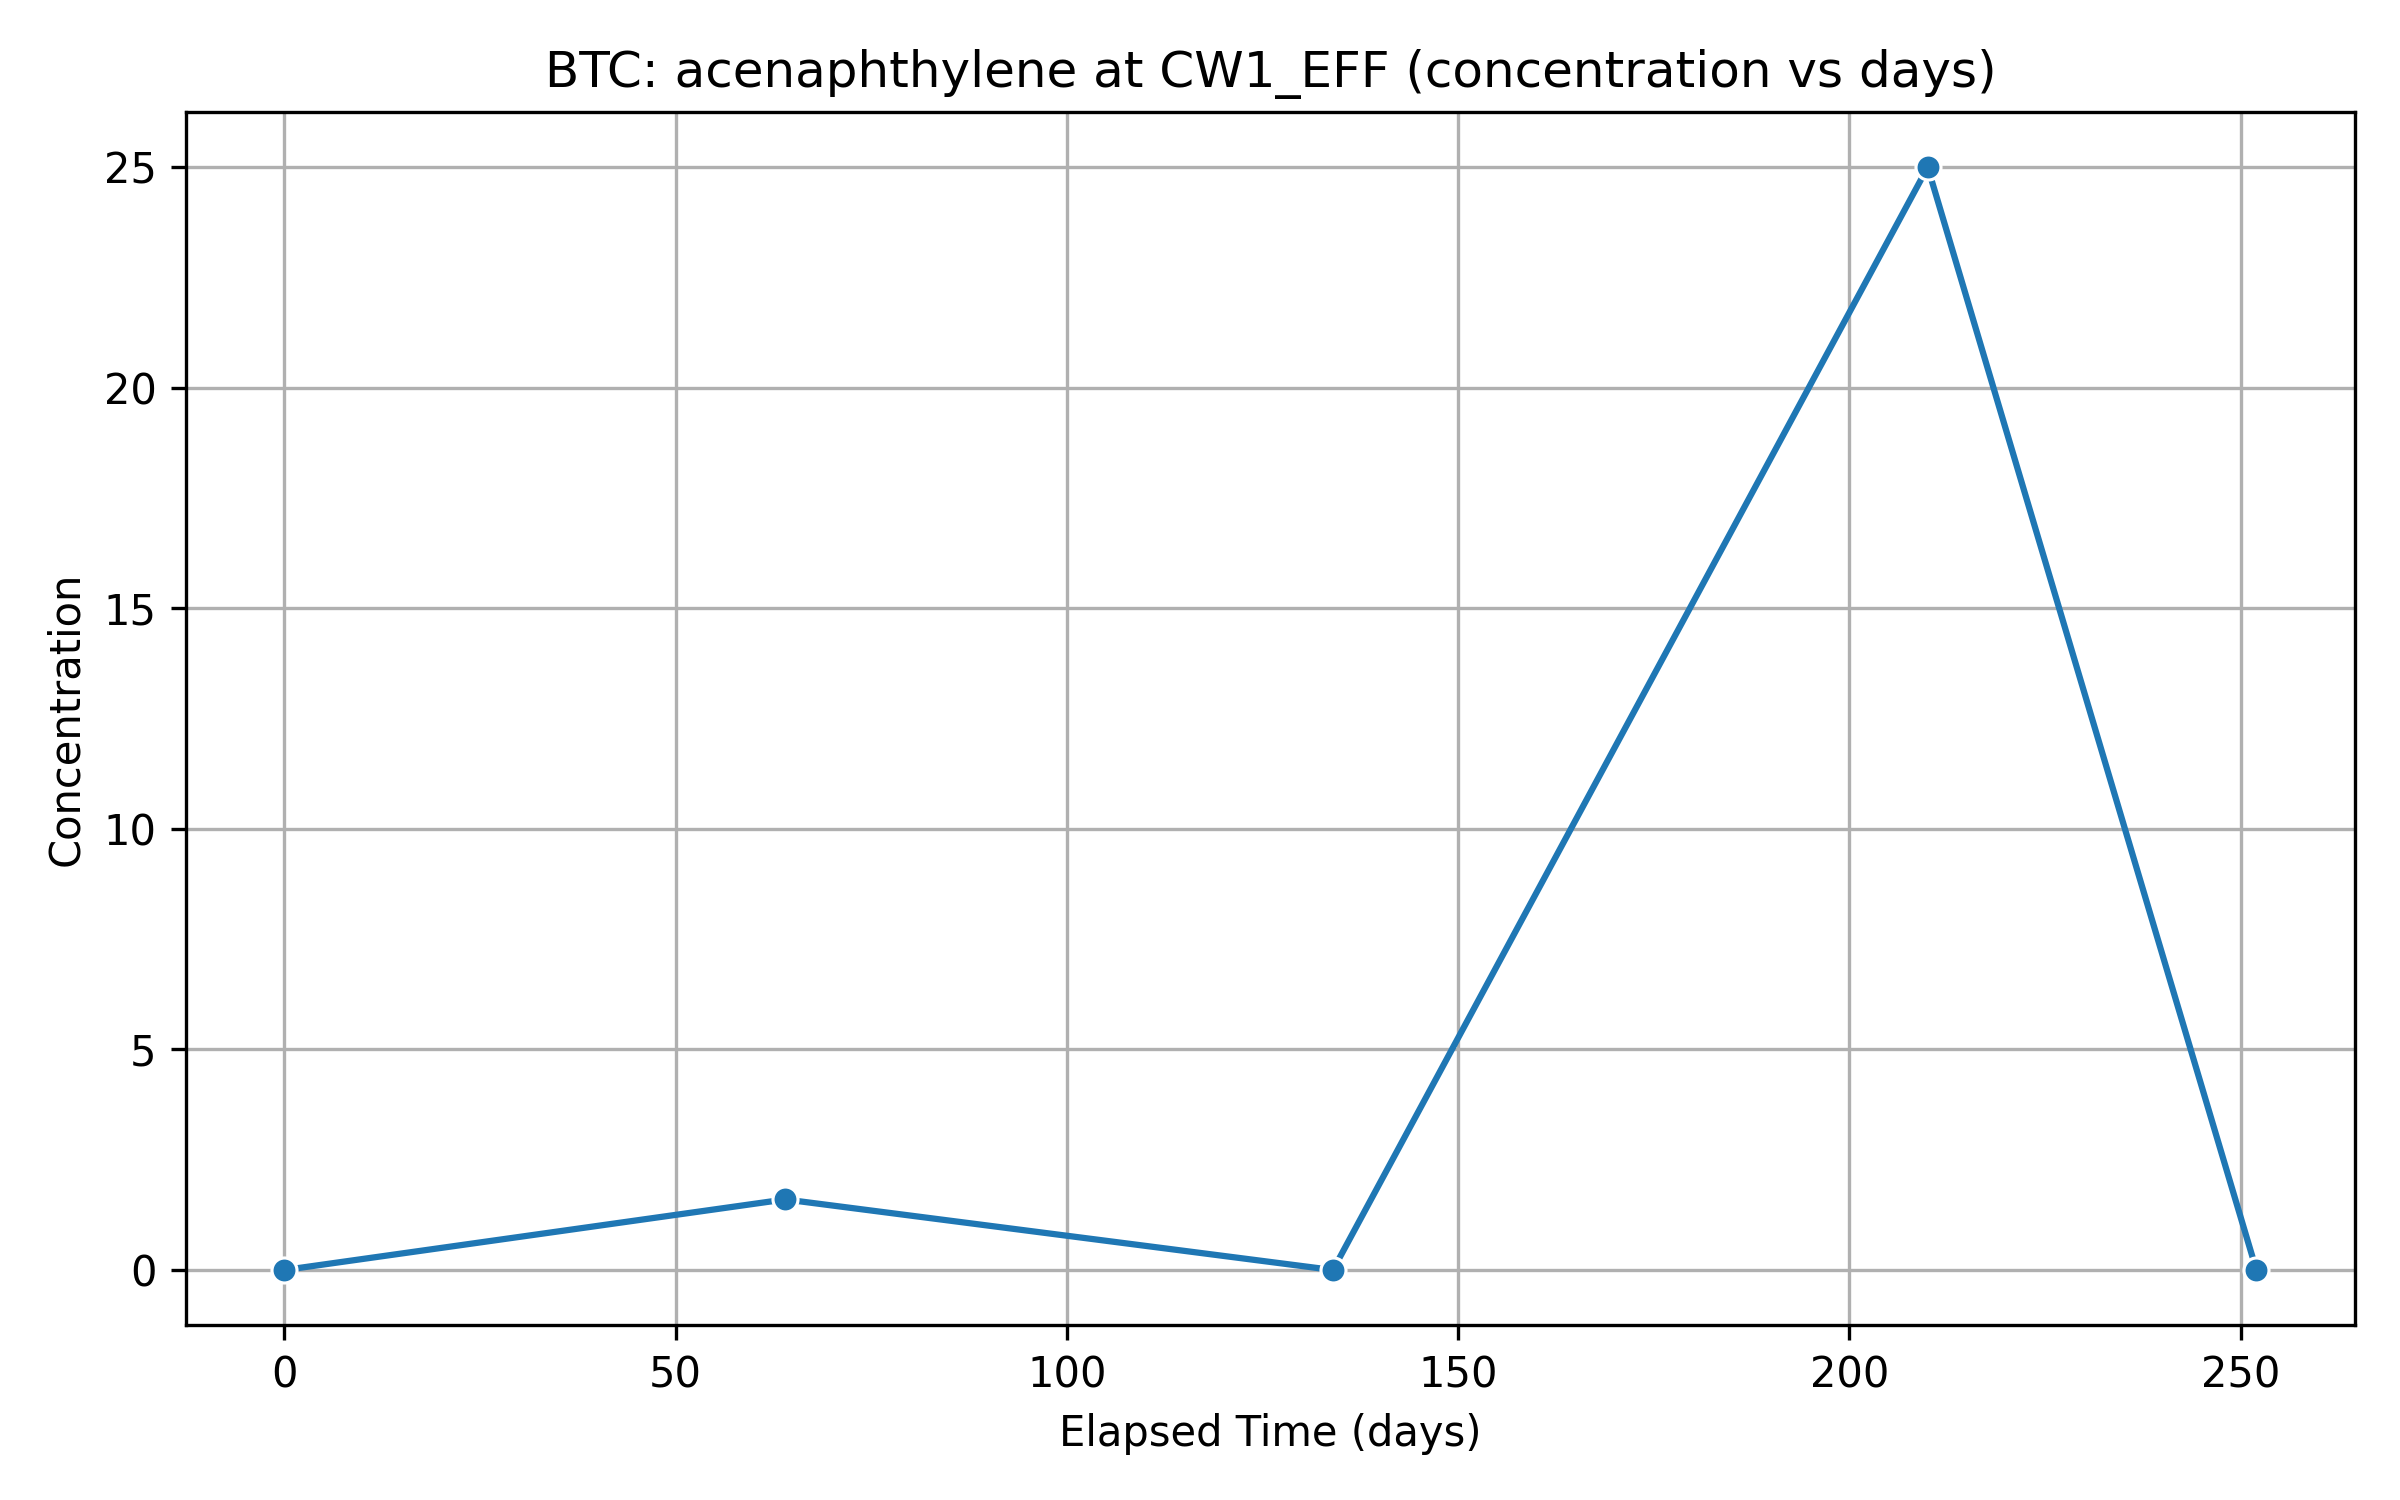 BTC: acenaphthylene at CW1_EFF (concentration vs days)
25
20
15
10
5
0
Concentration
0 50 100 150 200 250
Elapsed Time (days)